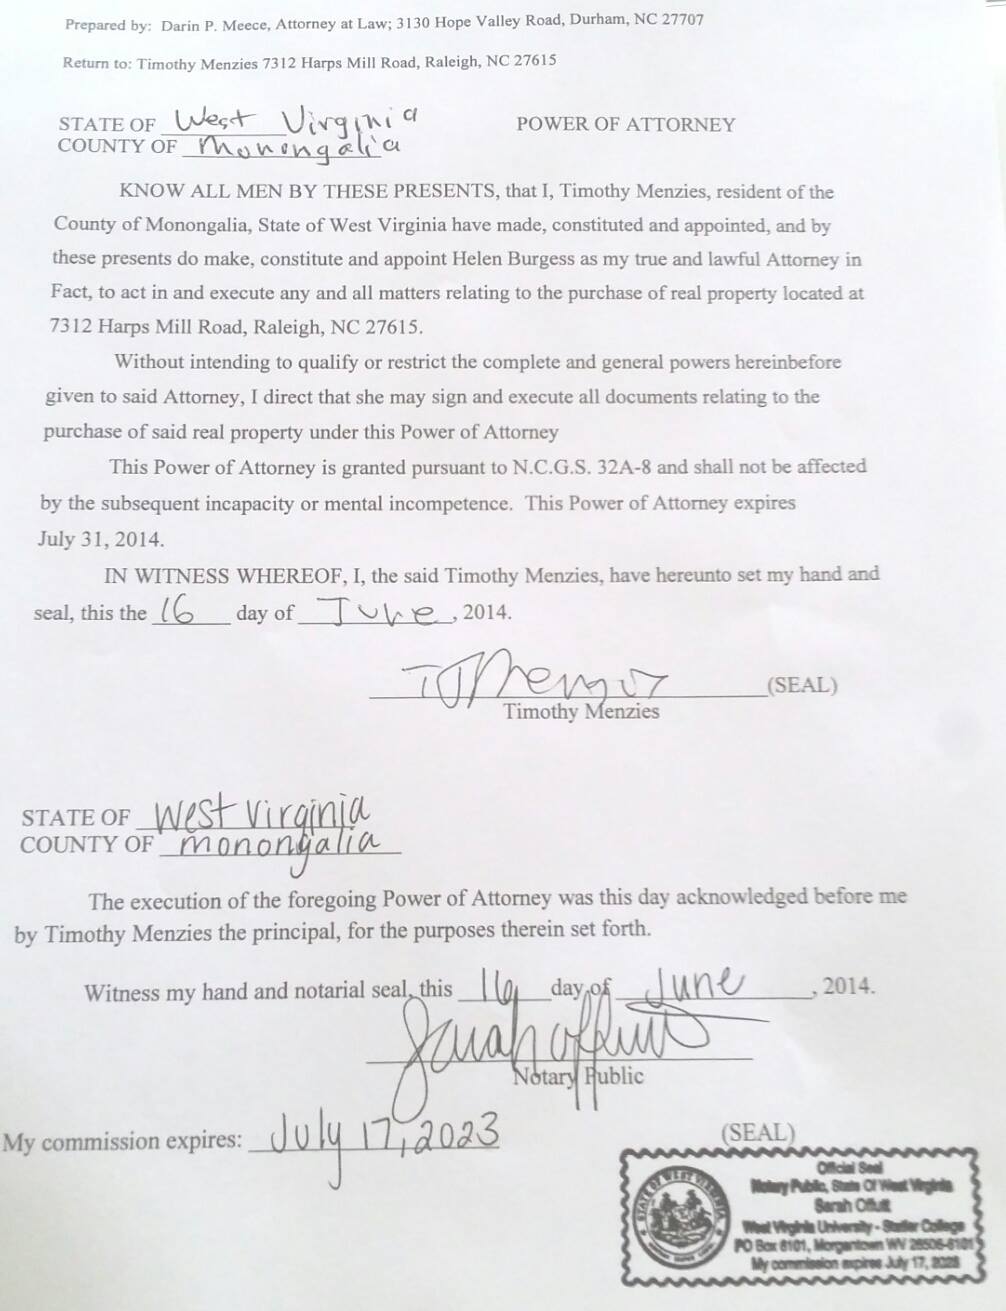 Prepared by: Darin P. Meece, Attorney at Law; 3130 Hope Valley Road, Durham, NC 27707
Return to: Timothy Menzies 7312 Harps Mill Road, Raleigh, NC 27615
STATE OF West Virginia POWER OF ATTORNEY
COUNTY OF Monongalia
KNOW ALL MEN BY THESE PRESENTS, that I, Timothy Menzies, resident of the
County of Monongalia, State of West Virginia have made, constituted and appointed, and by
these presents do make, constitute and appoint Helen Burgess as my true and lawful Attorney in
Fact, to act in and execute any and all matters relating to the purchase of real property located at
7312 Harps Mill Road, Raleigh, NC 27615.
Without intending to qualify or restrict the complete and general powers hereinbefore
given to said Attorney, I direct that she may sign and execute all documents relating to the
purchase of said real property under this Power of Attorney
This Power of Attorney is granted pursuant to N.C.G.S. 32A-8 and shall not be affected
by the subsequent incapacity or mental incompetence. This Power of Attorney expires
July 31, 2014.
IN WITNESS WHEREOF, I, the said Timothy Menzies, have hereunto set my hand and
seal, this the 16 day of June, 2014.
(SEAL)
Timothy Menzies
STATE OF West Virginia
COUNTY OF monongalia
The execution of the foregoing Power of Attorney was this day acknowledged before me
by Timothy Menzies the principal, for the purposes therein set forth.
Witness my hand and notarial seal, this 16 day of June, 2014.
Sarah Offutt
Notary Public
My commission expires: July 17, 2023
(SEAL)
Official Seal
Notary Public, State Of West Virginia
Sarah Offutt
West Virginia University - Statler College
PO Box 6101, Morgantown WV 26506-6101
My commission expires July 17, 2023
STATE OF WEST VIRGINIA